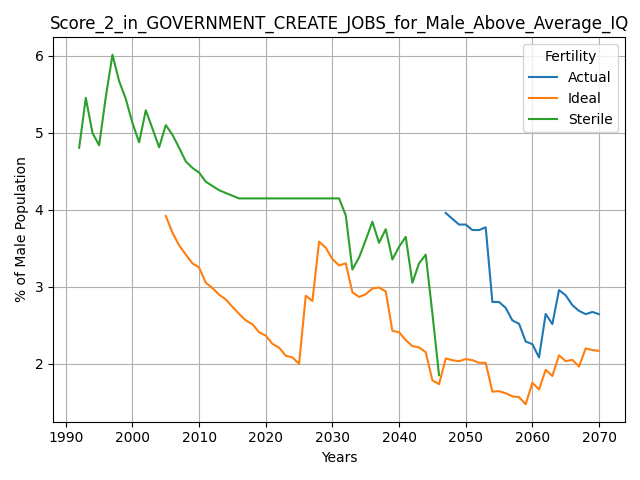 Score_2_in_GOVERNMENT_CREATE_JOBS_for_Male_Above_Average_IQ
Fertility
Actual
Ideal
Sterile
% of Male Population
6
5
4
3
2
1990 2000 2010 2020 2030 2040 2050 2060 2070
Years